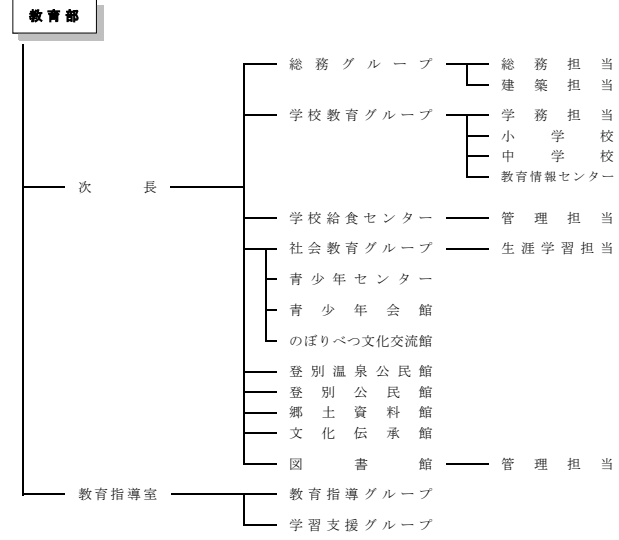 教育部
総務グループ 総務担当
建築担当
学校教育グループ 学務担当
小学校
中学校
教育情報センター
次長
学校給食センター 管理担当
社会教育グループ 生涯学習担当
青少年センター
青少年会館
のぼりべつ文化交流館
登別温泉公民館
登別公民館
郷土資料館
文化伝承館
図書館 管理担当
教育指導室 教育指導グループ
学習支援グループ